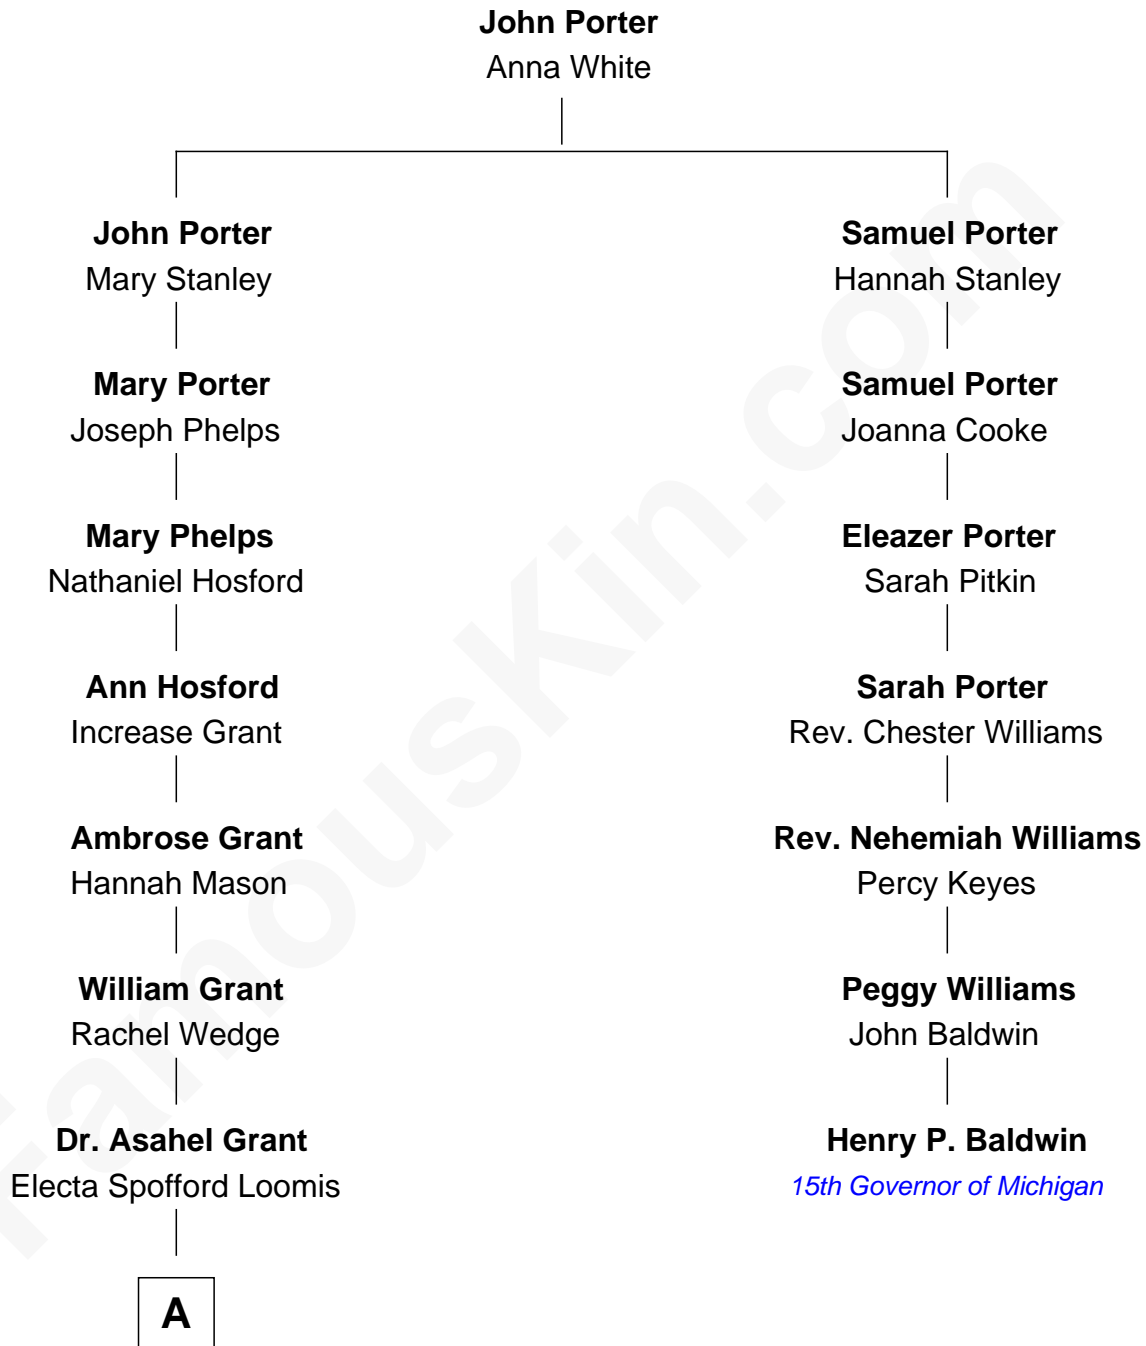 John Porter
Anna White
John Porter
Mary Stanley
Samuel Porter
Hannah Stanley
Mary Porter
Joseph Phelps
Samuel Porter
Joanna Cooke
Mary Phelps
Nathaniel Hosford
Eleazer Porter
Sarah Pitkin
Ann Hosford
Increase Grant
Sarah Porter
Rev. Chester Williams
Ambrose Grant
Hannah Mason
Rev. Nehemiah Williams
Percy Keyes
William Grant
Rachel Wedge
Peggy Williams
John Baldwin
Dr. Asahel Grant
Electa Spofford Loomis
Henry P. Baldwin
15th Governor of Michigan
A
FamousKin.com